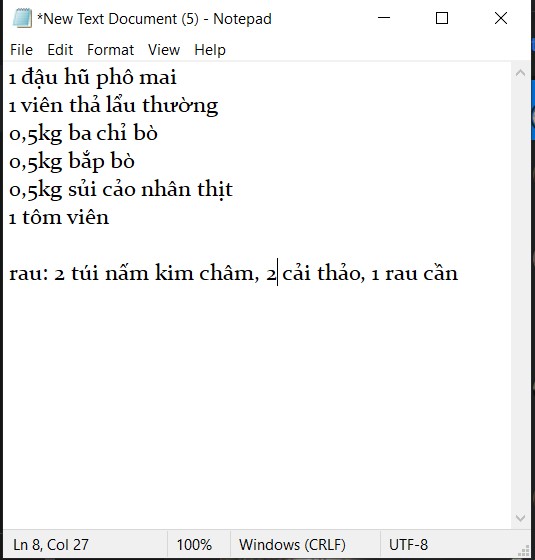 *New Text Document (5) - Notepad
File Edit Format View Help
1 đậu hũ phô mai
1 viên thả lẩu thường
0,5kg ba chỉ bò
0,5kg bắp bò
0,5kg sủi cảo nhân thịt
1 tôm viên
rau: 2 túi nấm kim châm, 2 cải thảo, 1 rau cần
Ln 8, Col 27 100% Windows (CRLF) UTF-8